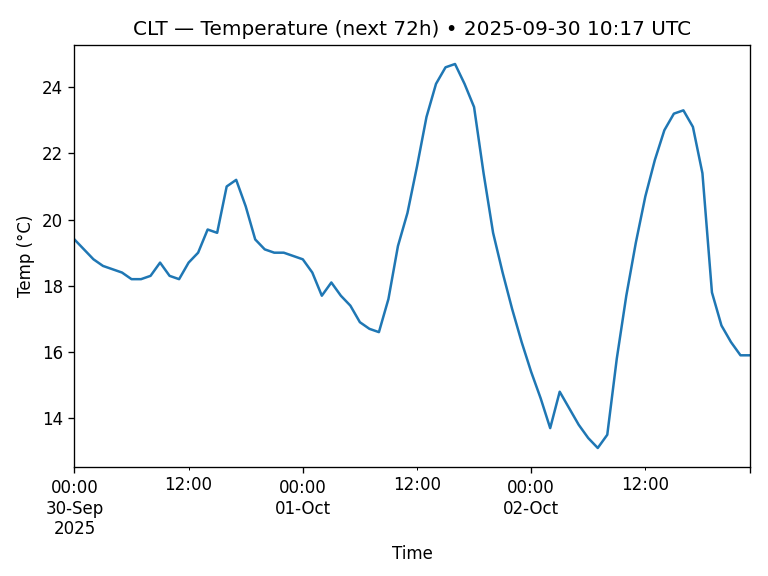 CLT — Temperature (next 72h) • 2025-09-30 10:17 UTC
24
22
20
18
16
14
Temp (°C)
00:00 12:00 00:00 12:00 00:00 12:00
30-Sep 01-Oct 02-Oct
2025
Time